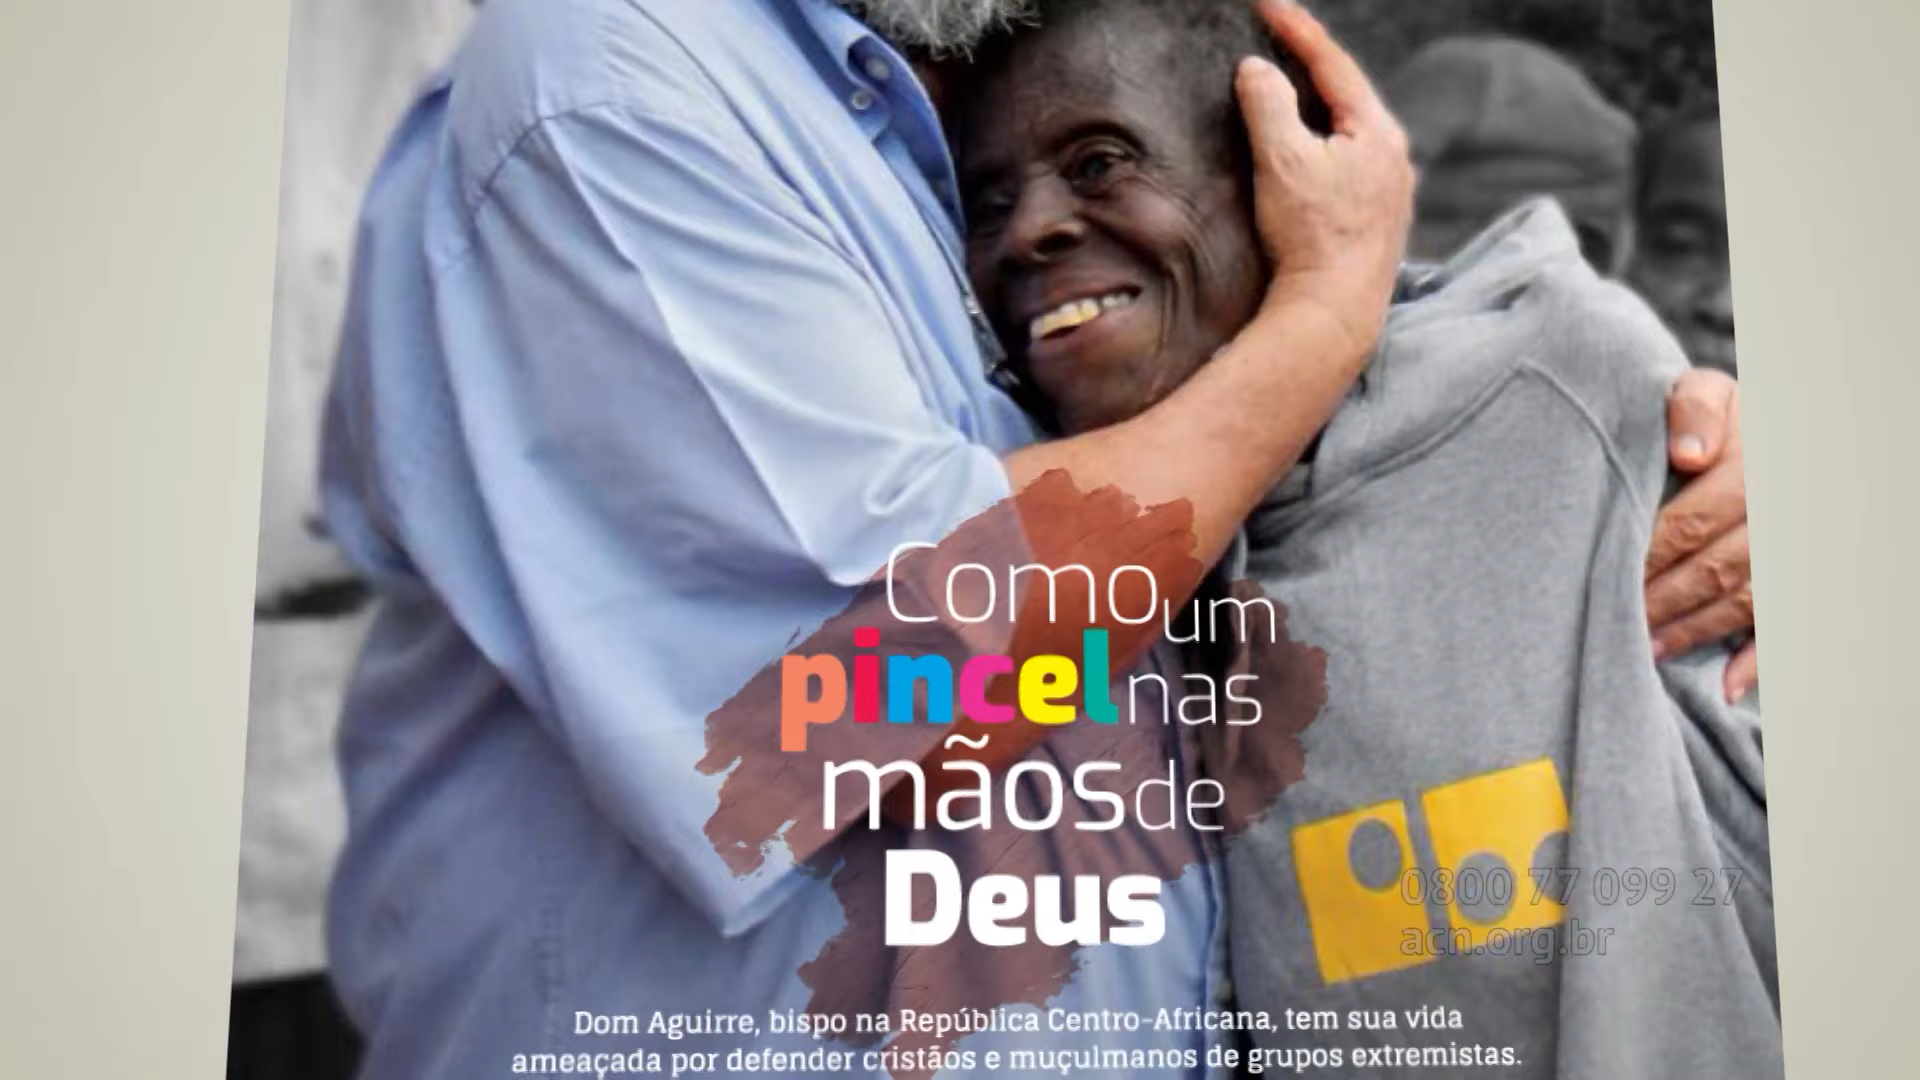 Como um
pincel nas
mãos de
Deus
0800 77 099 27
acn.org.br
Dom Aguirre, bispo na República Centro-Africana, tem sua vida
ameaçada por defender cristãos e muçulmanos de grupos extremistas.